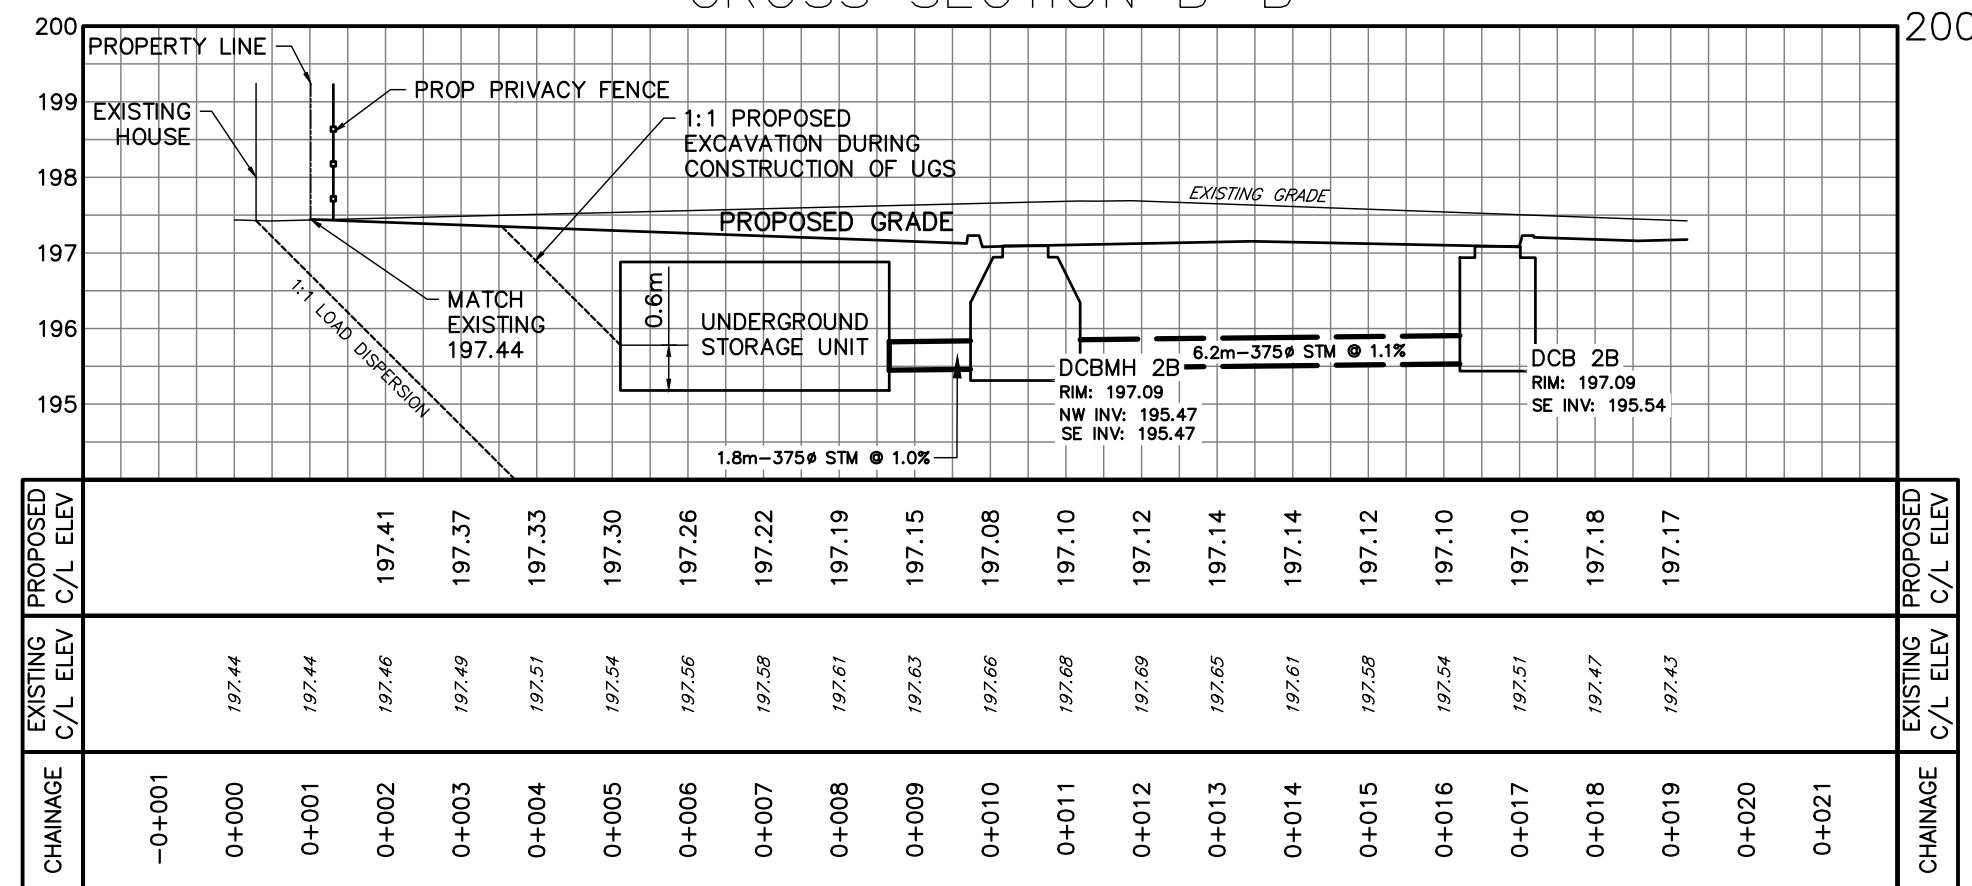 CROSS SECTION B-B
200
200
PROPERTY LINE
PROP PRIVACY FENCE
199
EXISTING
HOUSE
1:1 PROPOSED
EXCAVATION DURING
CONSTRUCTION OF UGS
198
EXISTING GRADE
PROPOSED GRADE
197
1:1 LOAD DISPERSION
MATCH
EXISTING
197.44
0.6m
UNDERGROUND
STORAGE UNIT
196
6.2m-375ø STM @ 1.1%
DCBMH 2B
RIM: 197.09
NW INV: 195.47
SE INV: 195.47
DCB 2B
RIM: 197.09
SE INV: 195.54
195
1.8m-375ø STM @ 1.0%
PROPOSED
C/L ELEV
197.41
197.37
197.33
197.30
197.26
197.22
197.19
197.15
197.08
197.10
197.12
197.14
197.14
197.12
197.10
197.10
197.18
197.17
PROPOSED
C/L ELEV
EXISTING
C/L ELEV
197.44
197.44
197.46
197.49
197.51
197.54
197.56
197.58
197.61
197.63
197.66
197.68
197.69
197.65
197.61
197.58
197.54
197.51
197.47
197.43
EXISTING
C/L ELEV
CHAINAGE
-0+001
0+000
0+001
0+002
0+003
0+004
0+005
0+006
0+007
0+008
0+009
0+010
0+011
0+012
0+013
0+014
0+015
0+016
0+017
0+018
0+019
0+020
0+021
CHAINAGE